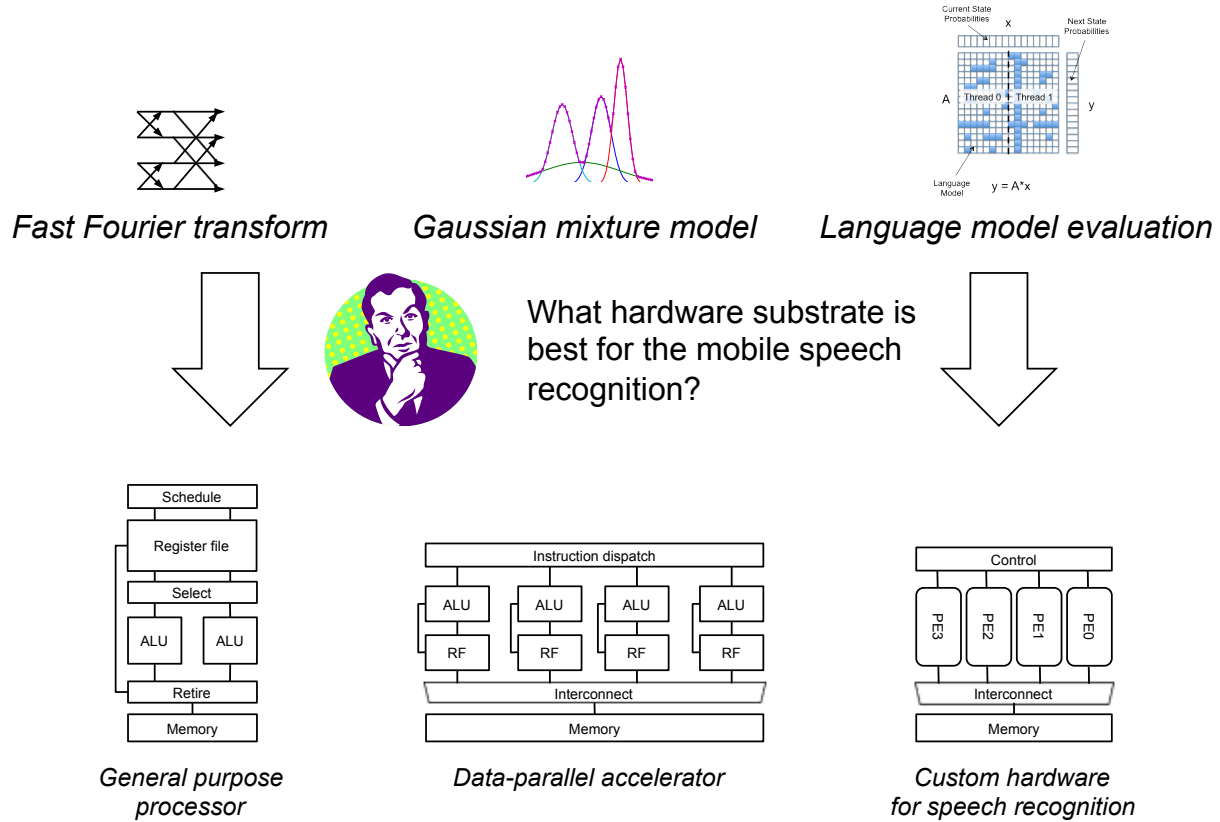 Current State
Probabilities
x
Next State
Probabilities
A
Thread 0
Thread 1
y
Language
Model
y = A*x
Fast Fourier transform
Gaussian mixture model
Language model evaluation
What hardware substrate is
best for the mobile speech
recognition?
Schedule
Register file
Select
ALU
ALU
Retire
Memory
General purpose
processor
Instruction dispatch
ALU
ALU
ALU
ALU
RF
RF
RF
RF
Interconnect
Memory
Data-parallel accelerator
Control
PE3
PE2
PE1
PE0
Interconnect
Memory
Custom hardware
for speech recognition